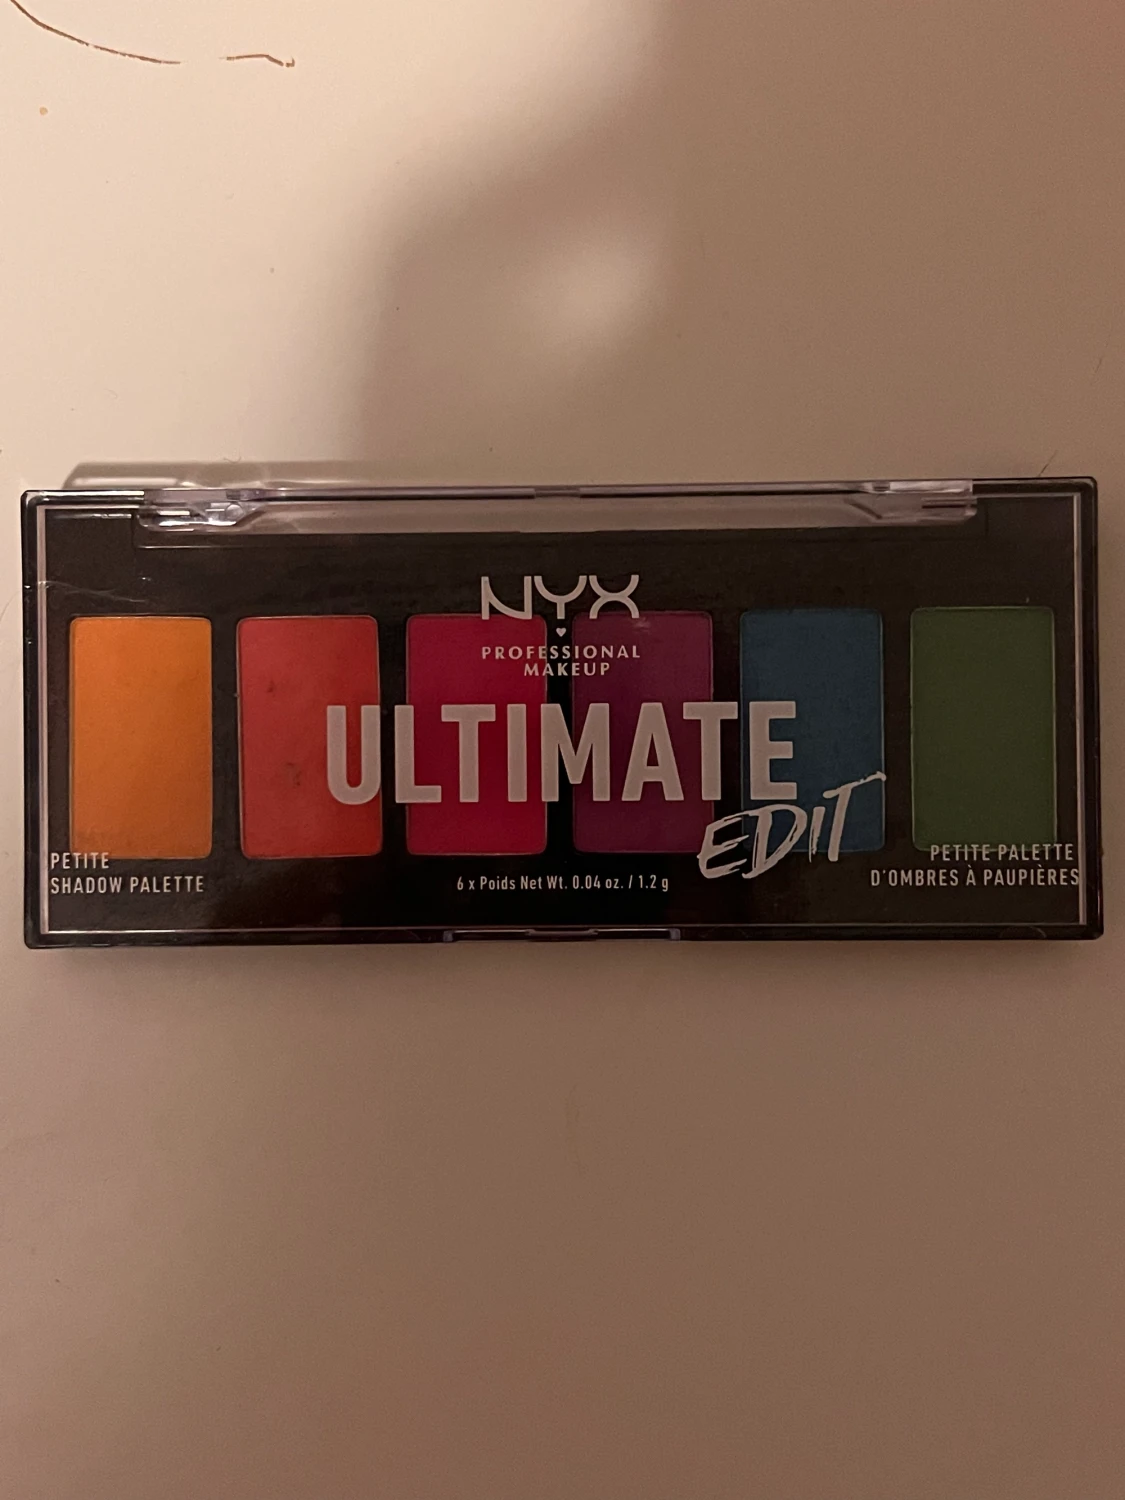 NYX
PROFESSIONAL
MAKEUP
ULTIMATE
EDIT
PETITE
SHADOW PALETTE
6 x Poids Net Wt. 0.04 oz. / 1.2 g
PETITE PALETTE
D'OMBRES À PAUPIÈRES